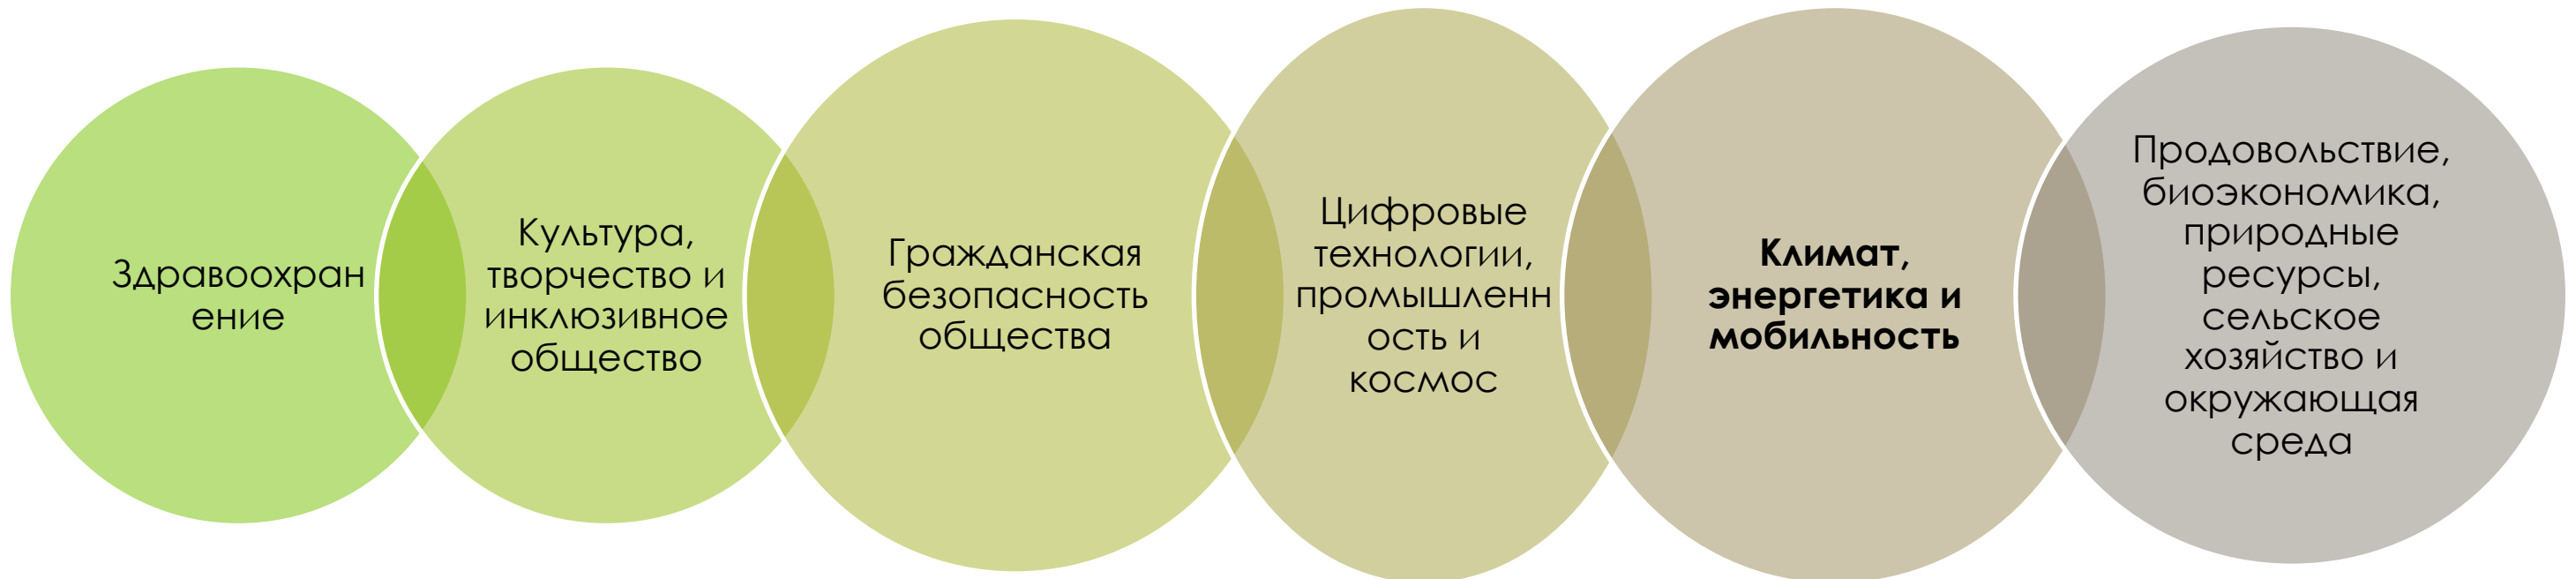 Здравоохран
ение
Культура,
творчество и
инклюзивное
общество
Гражданская
безопасность
общества
Цифровые
технологии,
промышленн
ость и
космос
Климат,
энергетика и
мобильность
Продовольствие,
биоэкономика,
природные
ресурсы,
сельское
хозяйство и
окружающая
среда